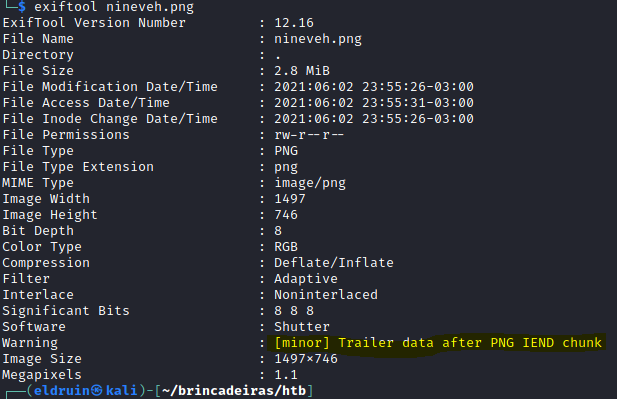 └─$ exiftool nineveh.png
ExifTool Version Number : 12.16
File Name : nineveh.png
Directory : .
File Size : 2.8 MiB
File Modification Date/Time : 2021:06:02 23:55:26-03:00
File Access Date/Time : 2021:06:02 23:55:31-03:00
File Inode Change Date/Time : 2021:06:02 23:55:26-03:00
File Permissions : rw-r--r--
File Type : PNG
File Type Extension : png
MIME Type : image/png
Image Width : 1497
Image Height : 746
Bit Depth : 8
Color Type : RGB
Compression : Deflate/Inflate
Filter : Adaptive
Interlace : Noninterlaced
Significant Bits : 8 8 8
Software : Shutter
Warning : [minor] Trailer data after PNG IEND chunk
Image Size : 1497×746
Megapixels : 1.1
┌──(eldruin㉿kali)-[~/brincadeiras/htb]